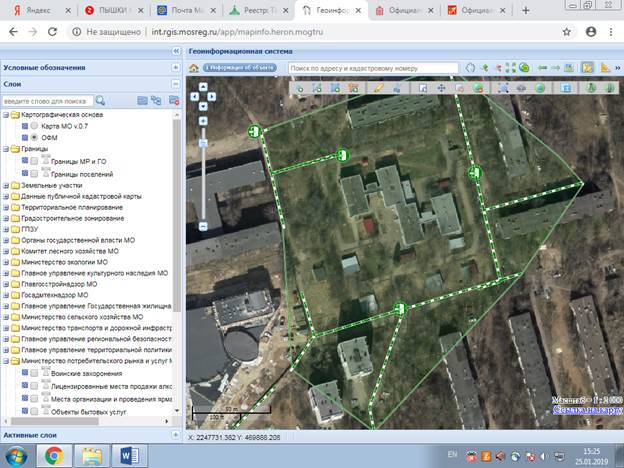 Яндекс
ПЫШКИ М
Почта Ма
Реестр: Та
Геоинформ
Официал
Официал
Не защищено | int.rgis.mosreg.ru/app/mapinfo.heron.mogtru
Геоинформационная система
Условные обозначения
Информация об объекте
Поиск по адресу и кадастровому номеру
Слои
введите слово для поиска
Картографическая основа
Карта МО v.0.7
ОФМ
Границы
Границы МР и ГО
Границы поселений
Земельные участки
Данные публичной кадастровой карты
Территориальное планирование
Градостроительное зонирование
ГПЗУ
Органы государственной власти МО
Комитет лесного хозяйства МО
Министерство экологии МО
Главное управление культурного наследия МО
Главгосстройнадзор МО
Госадмтехнадзор МО
Главное управление Государственная жилищна
Министерство сельского хозяйства МО
Министерство транспорта и дорожной инфрастр
Главное управление региональной безопасност
Главное управление территориальной политики
Министерство потребительского рынка и услуг М
Воинские захоронения
Лицензированные места продажи алко
Места организации и проведения ярма
Объекты бытовых услуг
50 m
100 ft
Масштаб = 1 : 2 000
Ссылка на карту
Активные слои
X: 2247731.382 Y: 469888.208
EN
15:25
25.01.2019